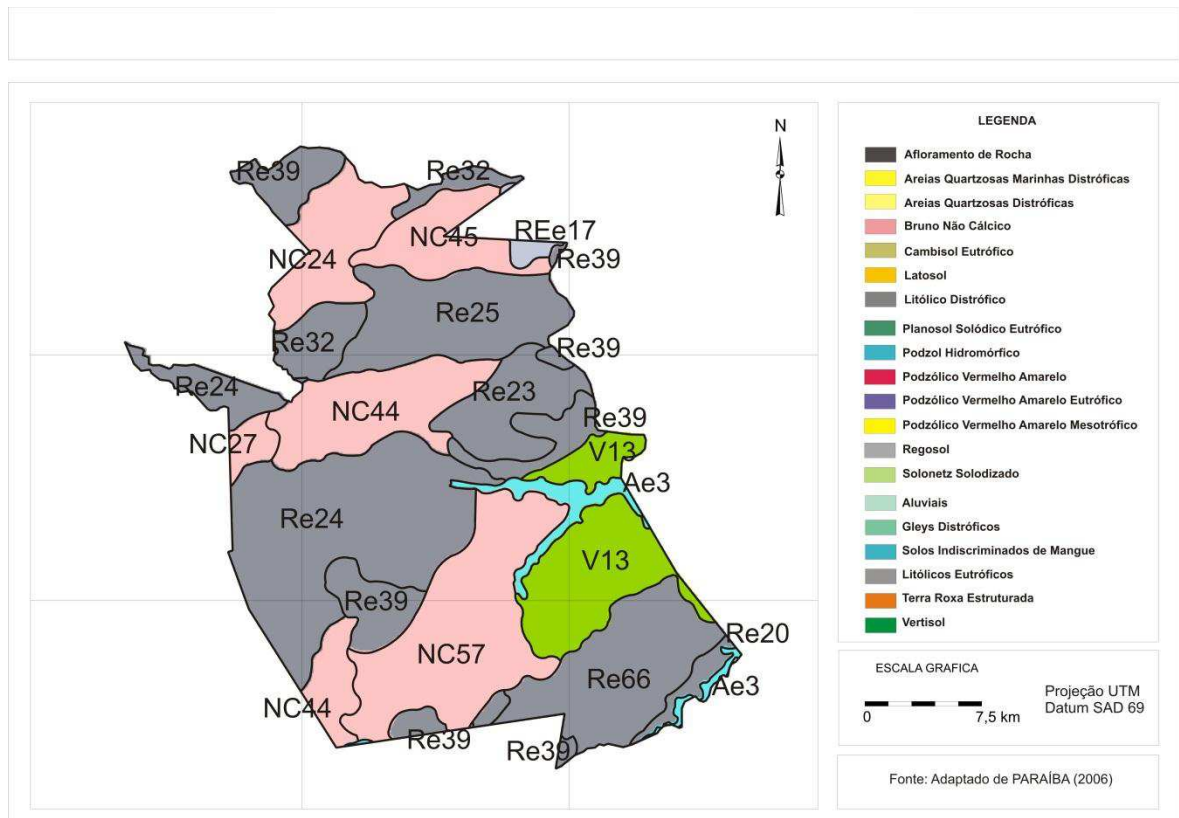 N
Re39
Re32
REe17
NC45
NC24
Re39
Re25
Re32
Re39
Re24
Re23
NC44
Re39
NC27
V13
Ae3
Re24
V13
Re39
Re20
NC57
Re66
Ae3
NC44
Re39
Re39
LEGENDA
Afloramento de Rocha
Areias Quartzosas Marinhas Distróficas
Areias Quartzosas Distróficas
Bruno Não Cálcico
Cambisol Eutrófico
Latosol
Litólico Distrófico
Planosol Solódico Eutrófico
Podzol Hidromórfico
Podzólico Vermelho Amarelo
Podzólico Vermelho Amarelo Eutrófico
Podzólico Vermelho Amarelo Mesotrófico
Regosol
Solonetz Solodizado
Aluviais
Gleys Distróficos
Solos Indiscriminados de Mangue
Litólicos Eutróficos
Terra Roxa Estruturada
Vertisol
ESCALA GRAFICA
0 7,5 km
Projeção UTM
Datum SAD 69
Fonte: Adaptado de PARAÍBA (2006)